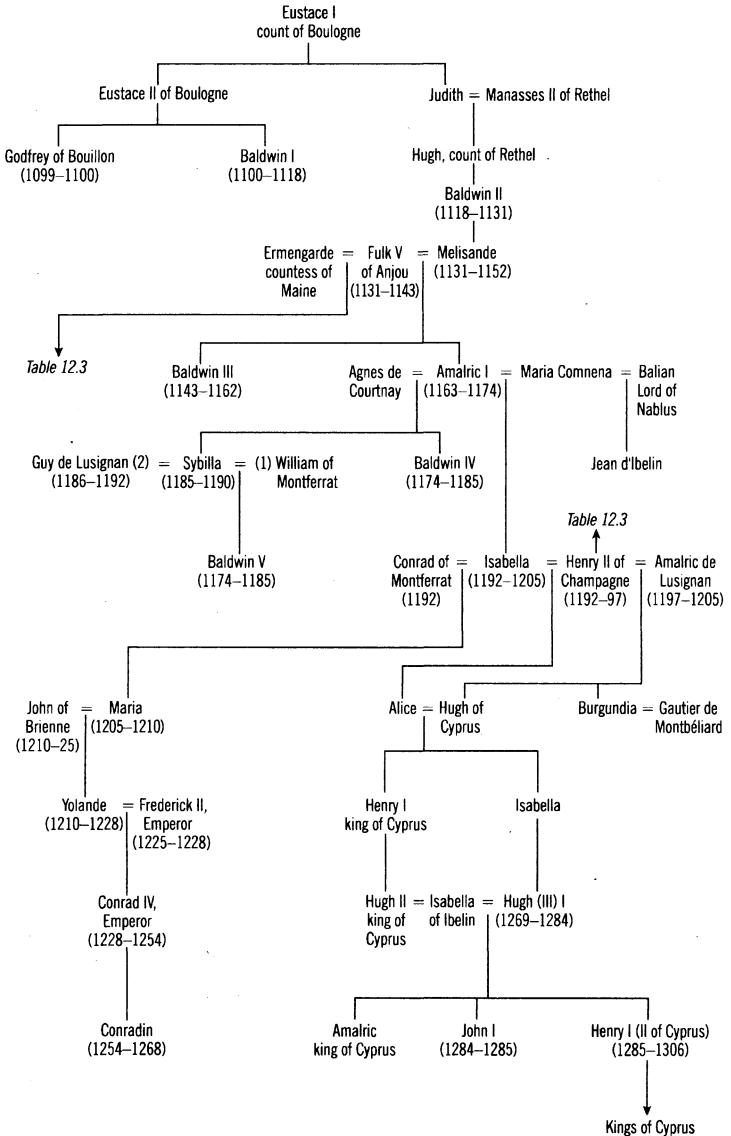 Eustace I
count of Boulogne
Eustace II of Boulogne
Judith = Manasses II of Rethel
Godfrey of Bouillon
(1099–1100)
Baldwin I
(1100–1118)
Hugh, count of Rethel
Baldwin II
(1118–1131)
Ermengarde = Fulk V = Melisande
countess of of Anjou (1131–1152)
Maine (1131–1143)
Table 12.3
Baldwin III
(1143–1162)
Agnes de = Amalric I = Maria Comnena = Balian
Courtnay (1163–1174) Lord of
Nablus
Guy de Lusignan (2) = Sybilla = (1) William of
(1186–1192) (1185–1190) Montferrat
Baldwin IV
(1174–1185)
Jean d'Ibelin
Table 12.3
Baldwin V
(1174–1185)
Conrad of = Isabella = Henry II of = Amalric de
Montferrat (1192–1205) Champagne Lusignan
(1192) (1192–97) (1197–1205)
John of = Maria
Brienne (1205–1210)
(1210–25)
Alice = Hugh of
Cyprus
Burgundia = Gautier de
Montbéliard
Yolande = Frederick II,
(1210–1228) Emperor
(1225–1228)
Henry I
king of Cyprus
Isabella
Conrad IV,
Emperor
(1228–1254)
Hugh II = Isabella = Hugh (III) I
king of of Ibelin (1269–1284)
Cyprus
Conradin
(1254–1268)
Amalric
king of Cyprus
John I
(1284–1285)
Henry I (II of Cyprus)
(1285–1306)
Kings of Cyprus